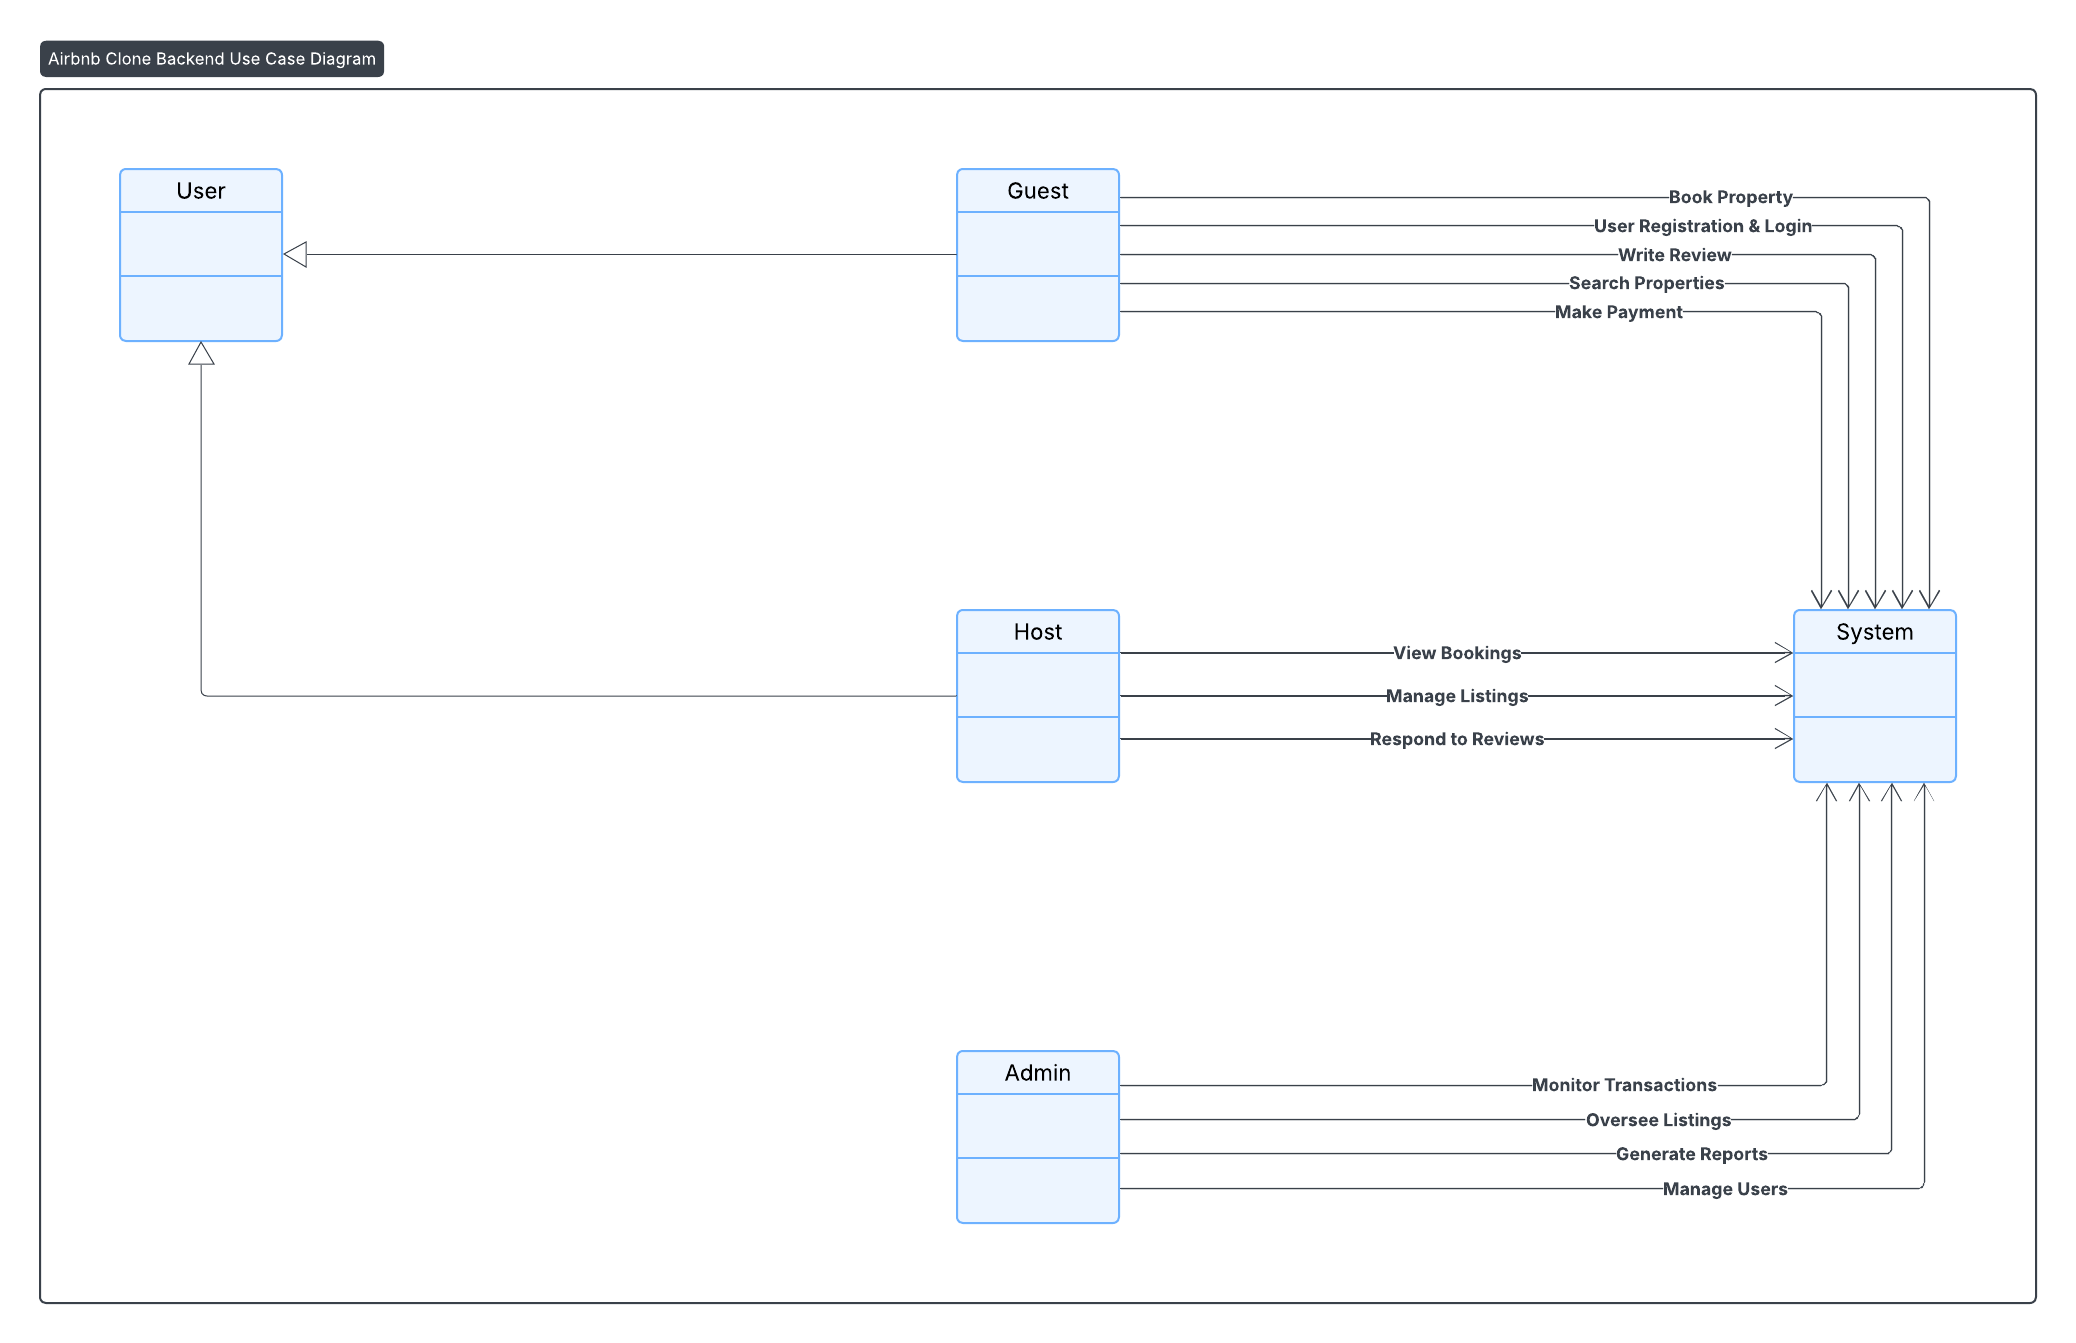 Airbnb Clone Backend Use Case Diagram
User
Guest
Book Property
User Registration & Login
Write Review
Search Properties
Make Payment
Host
System
View Bookings
Manage Listings
Respond to Reviews
Admin
Monitor Transactions
Oversee Listings
Generate Reports
Manage Users